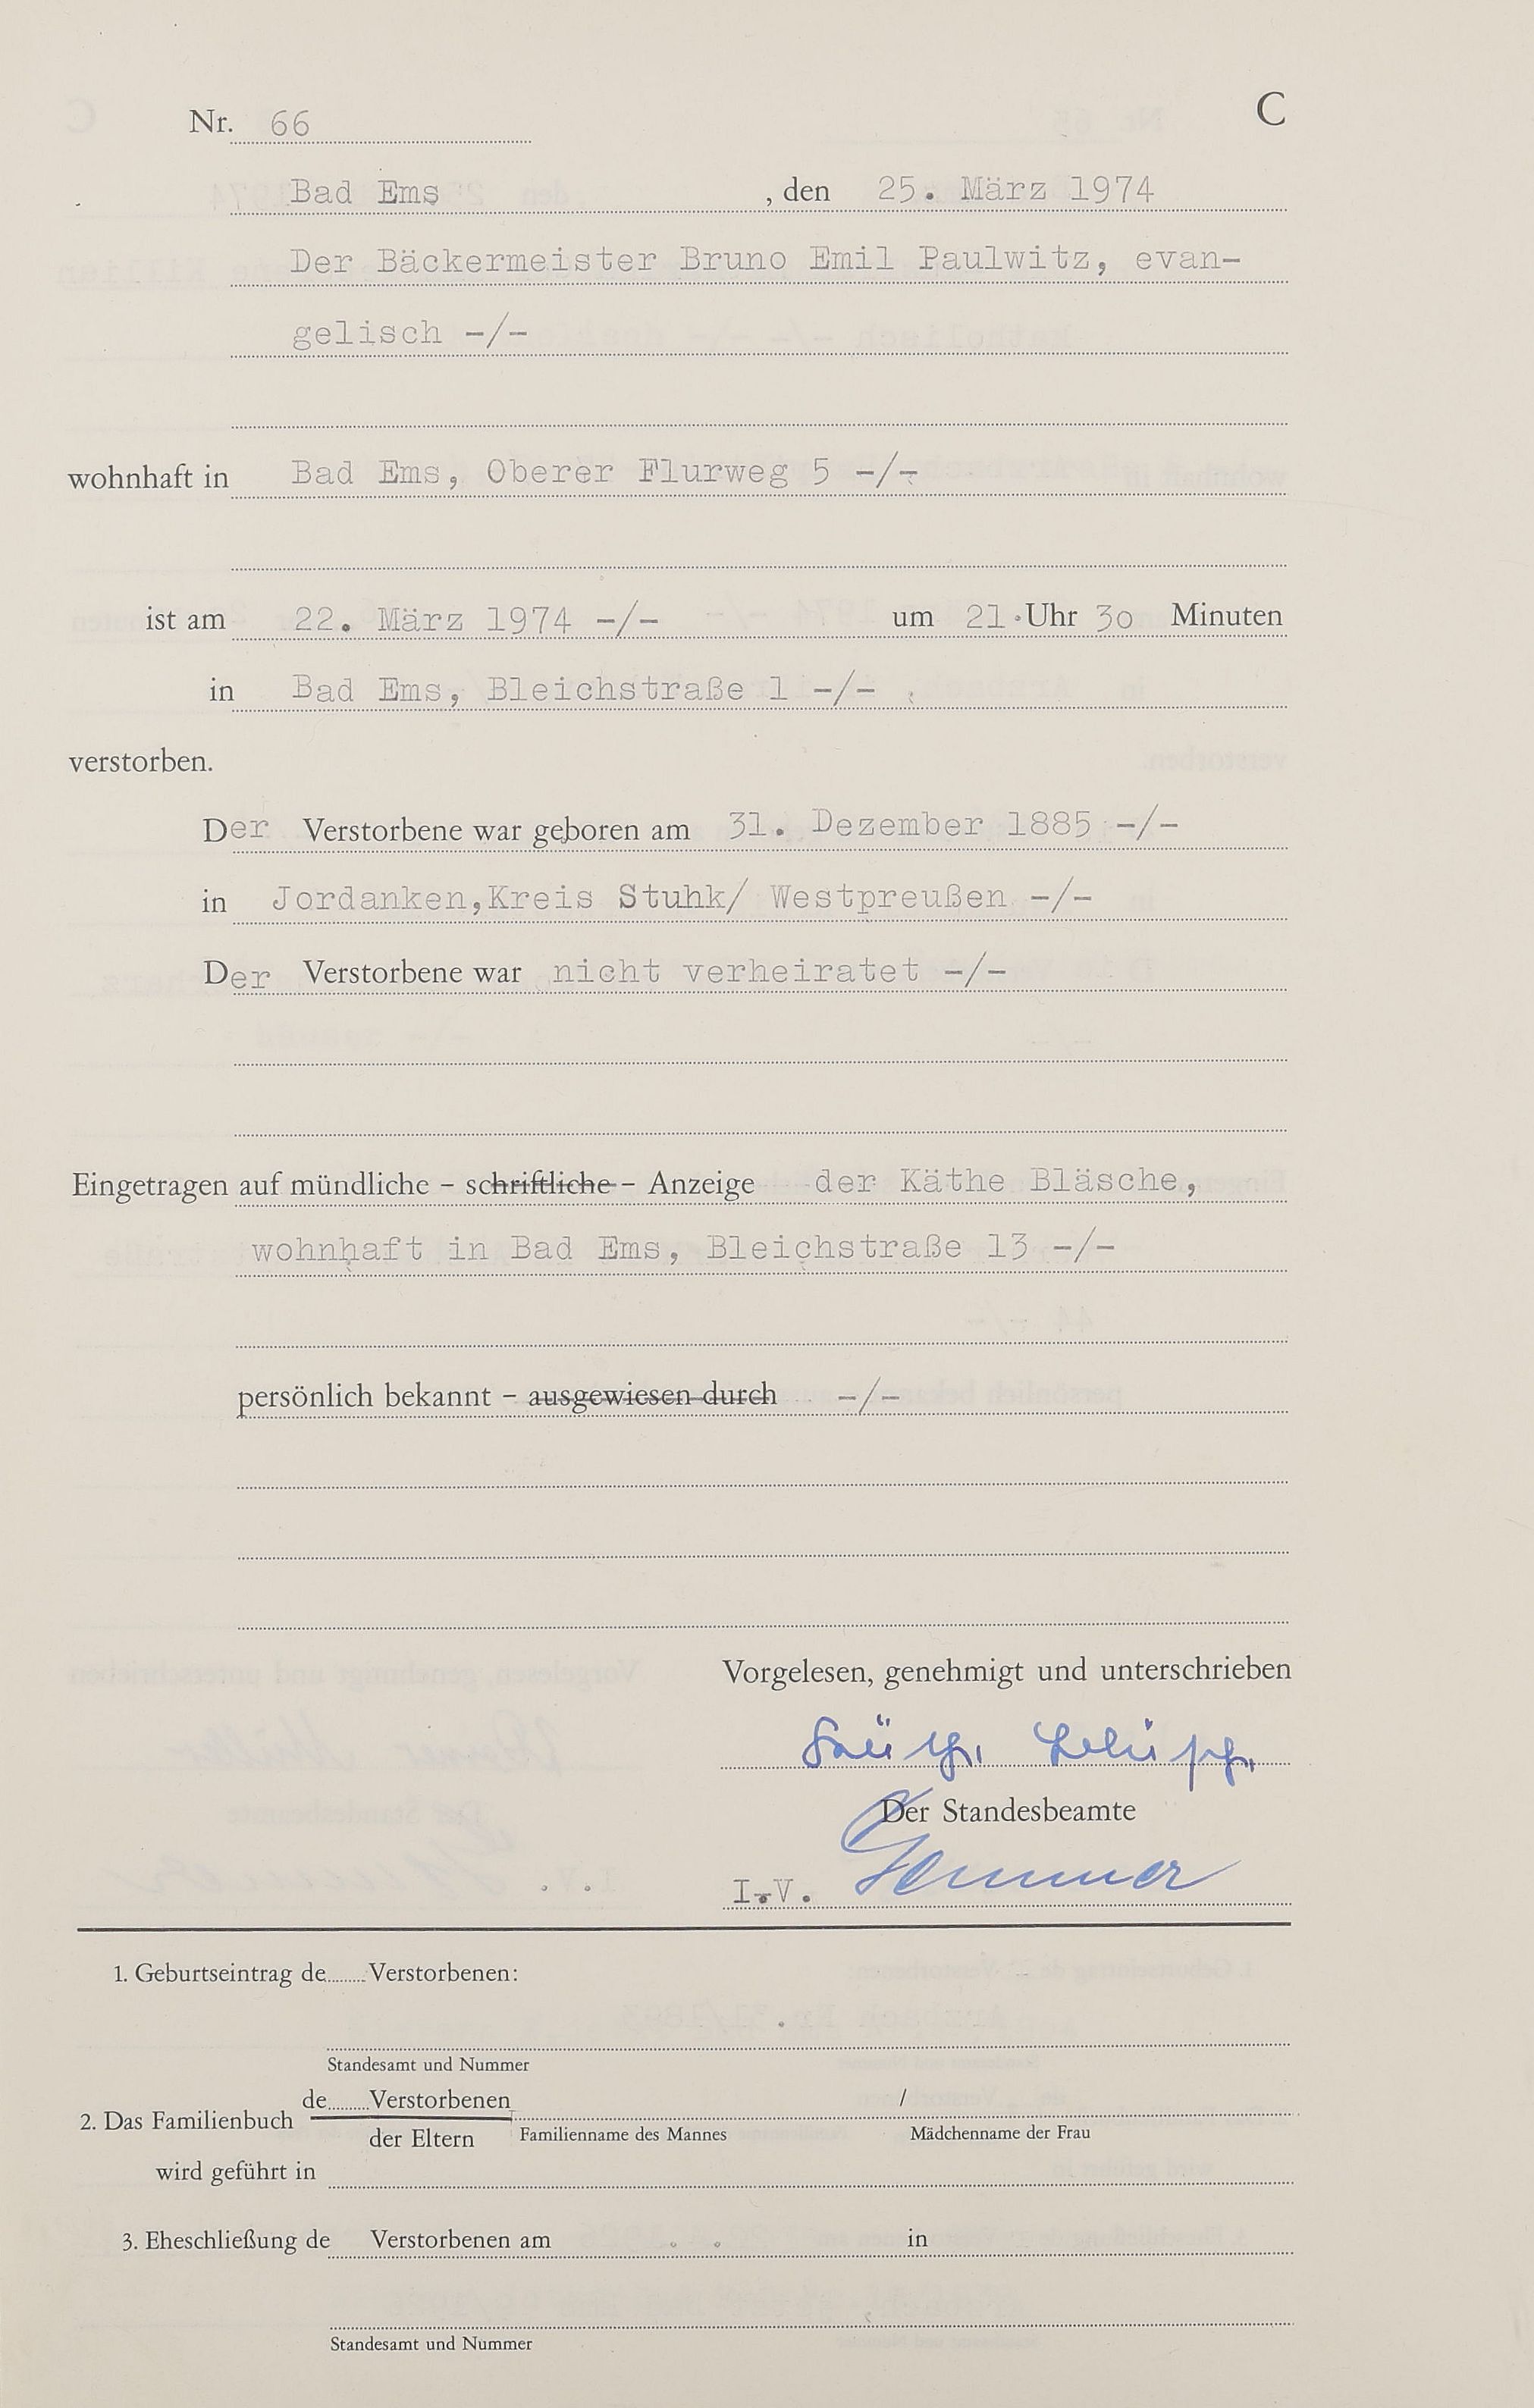 Nr. 66 C
Bad Ems , den 25. März 1974
Der Bäckermeister Bruno Emil Paulwitz, evan-
gelisch -/-
wohnhaft in Bad Ems, Oberer Flurweg 5 -/-
ist am 22. März 1974 -/- um 21 Uhr 30 Minuten
in Bad Ems, Bleichstraße 1 -/-
verstorben.
Der Verstorbene war geboren am 31. Dezember 1885 -/-
in Jordanken,Kreis Stuhk/ Westpreußen -/-
Der Verstorbene war nicht verheiratet -/-
Eingetragen auf mündliche - schriftliche - Anzeige der Käthe Bläsche,
wohnhaft in Bad Ems, Bleichstraße 13 -/-
persönlich bekannt - ausgewiesen durch -/-
Vorgelesen, genehmigt und unterschrieben
Der Standesbeamte
I.V.
1. Geburtseintrag de........Verstorbenen:
Standesamt und Nummer
de........Verstorbenen /
2. Das Familienbuch
der Eltern Familienname des Mannes Mädchenname der Frau
wird geführt in
3. Eheschließung de Verstorbenen am . . in
Standesamt und Nummer